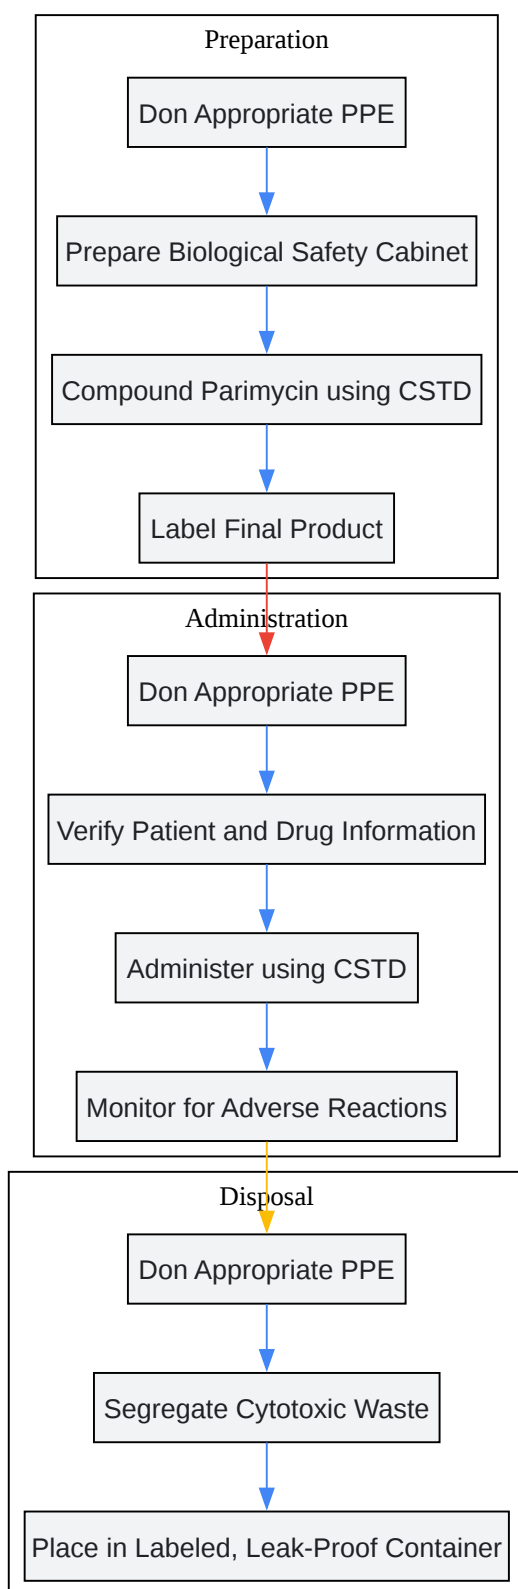 Preparation
Don Appropriate PPE
Prepare Biological Safety Cabinet
Compound Parimycin using CSTD
Label Final Product
Administration
Don Appropriate PPE
Verify Patient and Drug Information
Administer using CSTD
Monitor for Adverse Reactions
Disposal
Don Appropriate PPE
Segregate Cytotoxic Waste
Place in Labeled, Leak-Proof Container